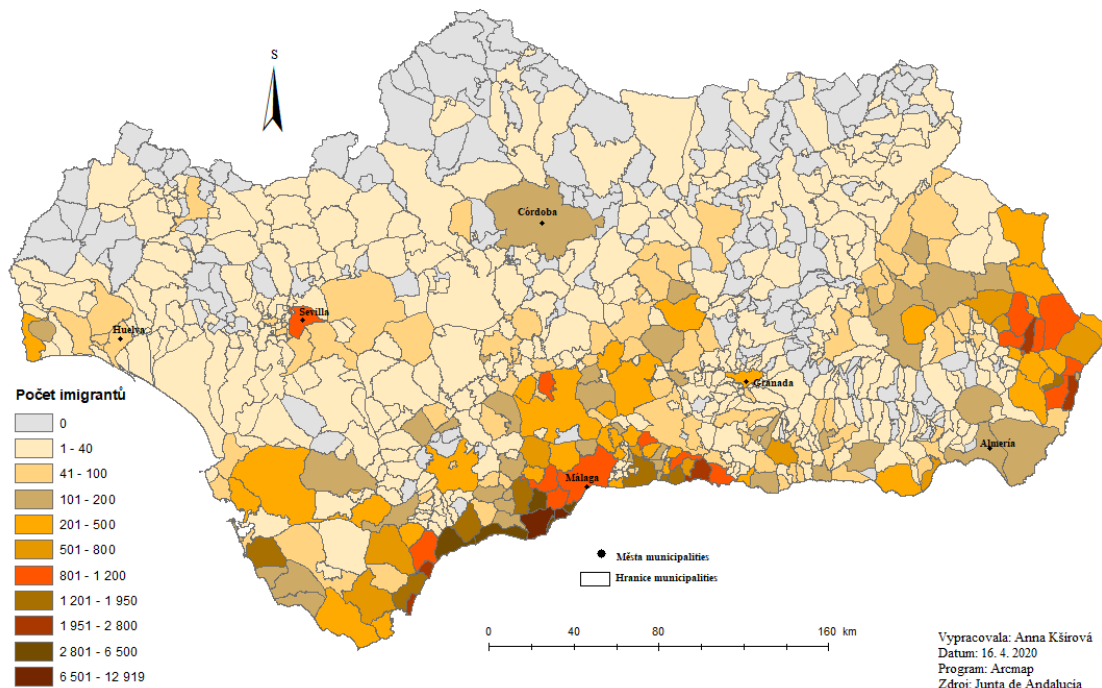 S
Córdoba
Sevilla
Huelva
Granada
Almería
Málaga
Počet imigrantů
0
1 - 40
41 - 100
101 - 200
201 - 500
501 - 800
801 - 1 200
1 201 - 1 950
1 951 - 2 800
2 801 - 6 500
6 501 - 12 919
Města municipalities
Hranice municipalities
0 40 80 160 km
Vypracovala: Anna Kšírová
Datum: 16. 4. 2020
Program: Arcmap
Zdroj: Junta de Andalucia